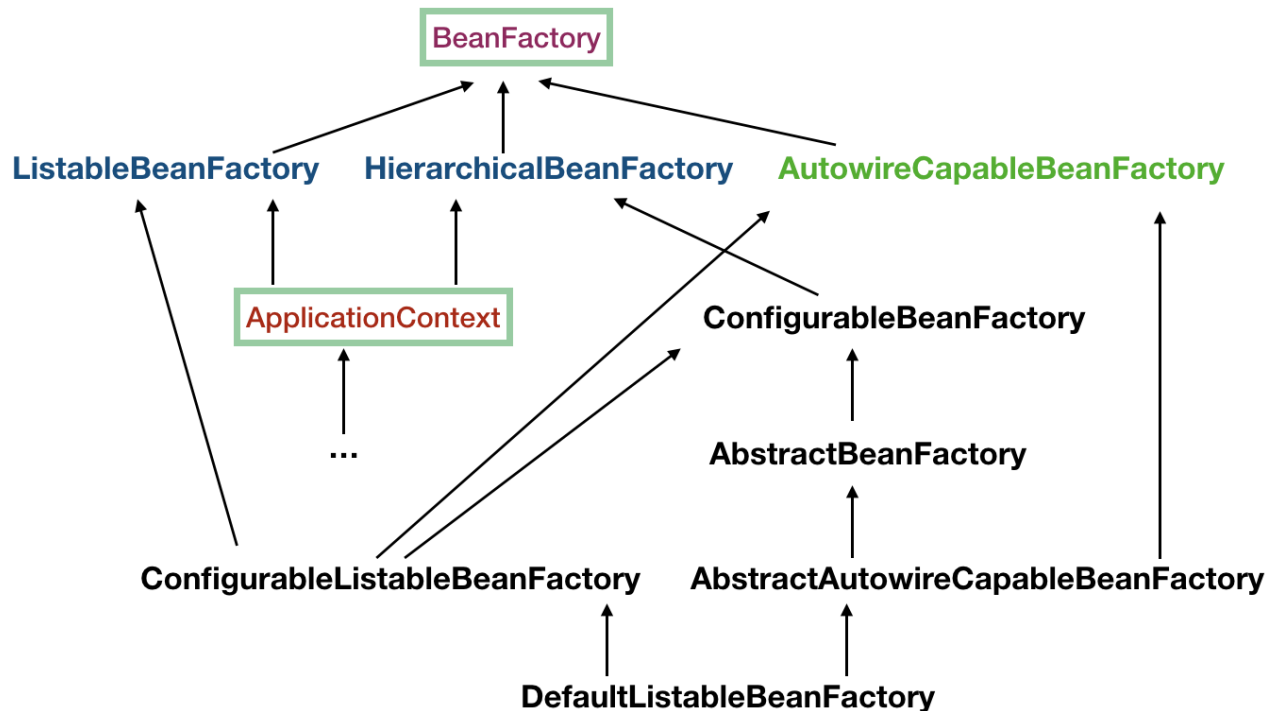 BeanFactory
ListableBeanFactory
HierarchicalBeanFactory
AutowireCapableBeanFactory
ApplicationContext
ConfigurableBeanFactory
...
AbstractBeanFactory
ConfigurableListableBeanFactory
AbstractAutowireCapableBeanFactory
DefaultListableBeanFactory